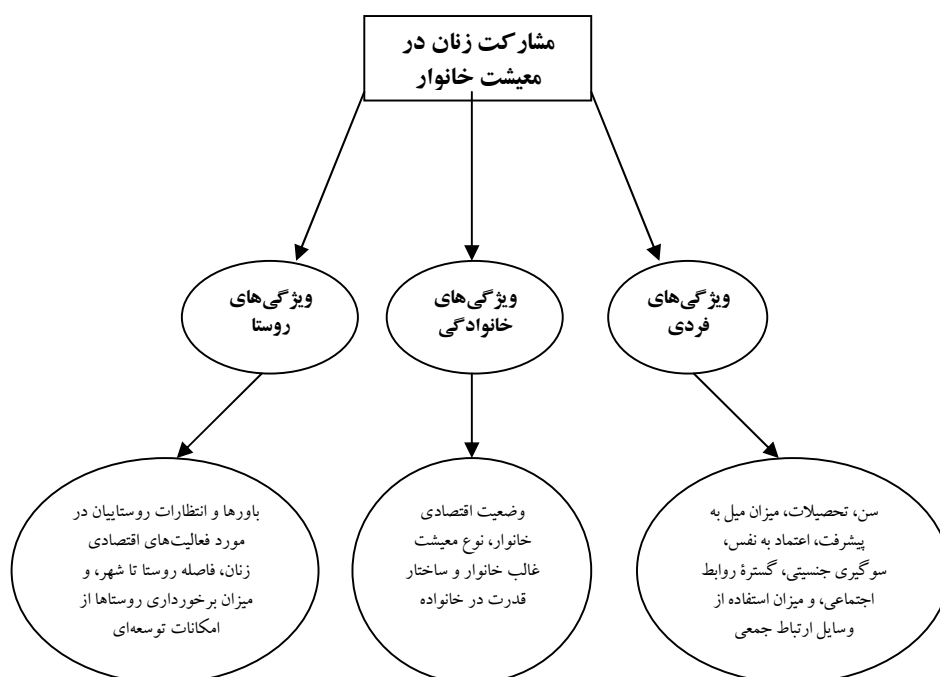 مشارکت زنان در
معیشت خانوار
ویژگی‌های
فردی
ویژگی‌های
خانوادگی
ویژگی‌های
روستا
سن، تحصیلات، میزان میل به
پیشرفت، اعتماد به نفس،
سوگیری جنسیتی، گسترۀ روابط
اجتماعی، و میزان استفاده از
وسایل ارتباط جمعی
وضعیت اقتصادی
خانوار، نوع معیشت
غالب خانوار و ساختار
قدرت در خانواده
باورها و انتظارات روستاییان در
مورد فعالیت‌های اقتصادی
زنان، فاصله روستا تا شهر، و
میزان برخورداری روستاها از
امکانات توسعه‌ای